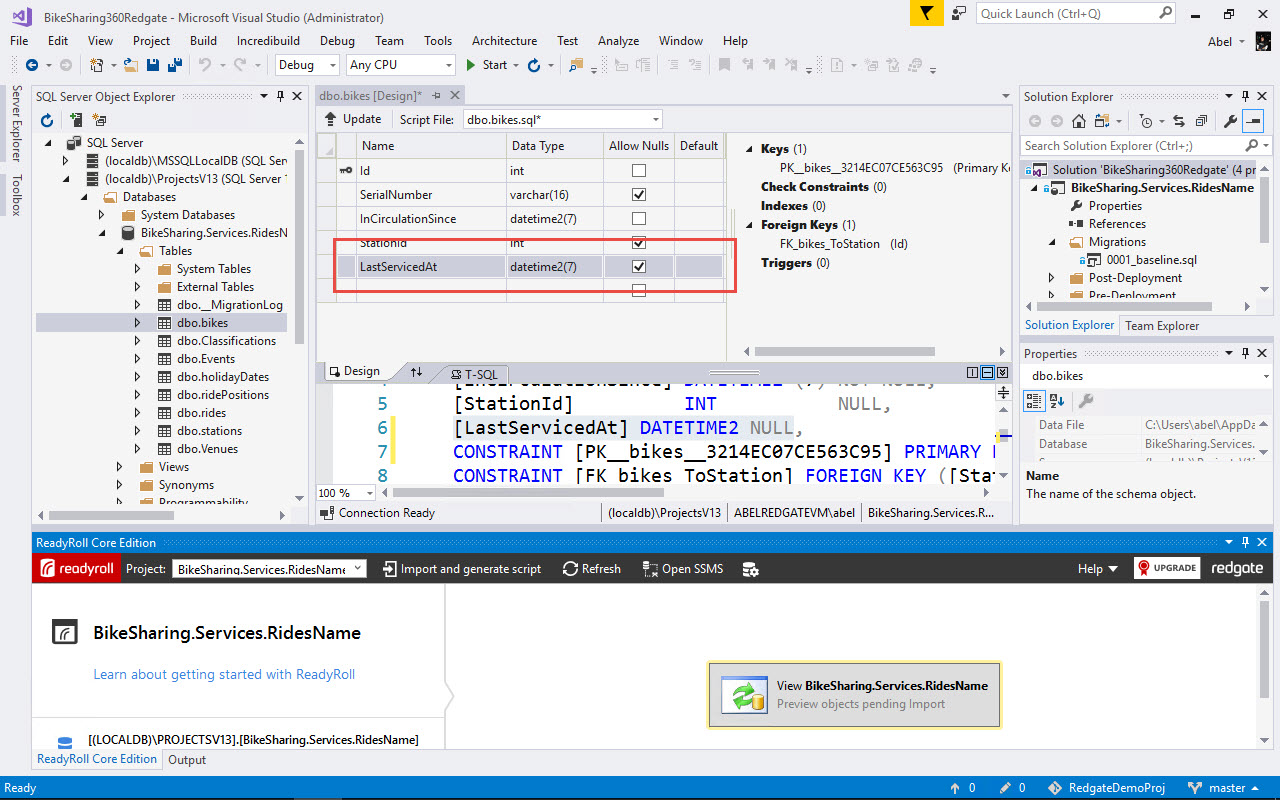 BikeSharing360Redgate - Microsoft Visual Studio (Administrator)
Quick Launch (Ctrl+Q)
File Edit View Project Build Incredibuild Debug Team Tools Architecture Test Analyze Window Help
Abel
Debug Any CPU Start
Server Explorer
Toolbox
SQL Server Object Explorer
SQL Server
(localdb)\MSSQLLocalDB (SQL Serv
(localdb)\ProjectsV13 (SQL Server 1
Databases
System Databases
BikeSharing.Services.RidesN
Tables
System Tables
External Tables
dbo.__MigrationLog
dbo.bikes
dbo.Classifications
dbo.Events
dbo.holidayDates
dbo.ridePositions
dbo.rides
dbo.stations
dbo.Venues
Views
Synonyms
Programmability
dbo.bikes [Design]*
Update Script File: dbo.bikes.sql*
Name Data Type Allow Nulls Default
Id int
SerialNumber varchar(16)
InCirculationSince datetime2(7)
StationId int
LastServicedAt datetime2(7)
Keys (1)
PK__bikes__3214EC07CE563C95 (Primary Ke
Check Constraints (0)
Indexes (0)
Foreign Keys (1)
FK_bikes_ToStation (Id)
Triggers (0)
Design T-SQL
[InCirculationSince] DATETIME2 (7) NOT NULL,
5 [StationId] INT NULL,
6 [LastServicedAt] DATETIME2 NULL,
7 CONSTRAINT [PK__bikes__3214EC07CE563C95] PRIMARY
8 CONSTRAINT [FK_bikes_ToStation] FOREIGN KEY ([Sta
100 %
Connection Ready (localdb)\ProjectsV13 ABELREDGATEVM\abel BikeSharing.Services.R...
Solution Explorer
Search Solution Explorer (Ctrl+;)
Solution 'BikeSharing360Redgate' (4 pr
BikeSharing.Services.RidesName
Properties
References
Migrations
0001_baseline.sql
Post-Deployment
Pre-Deployment
Solution Explorer Team Explorer
Properties
dbo.bikes
Data File C:\Users\abel\AppDa
Database BikeSharing.Services.
Name
The name of the schema object.
ReadyRoll Core Edition
readyroll Project: BikeSharing.Services.RidesName Import and generate script Refresh Open SSMS Help UPGRADE redgate
BikeSharing.Services.RidesName
Learn about getting started with ReadyRoll
[(LOCALDB)\PROJECTSV13].[BikeSharing.Services.RidesName]
View BikeSharing.Services.RidesName
Preview objects pending Import
ReadyRoll Core Edition Output
Ready 0 0 RedgateDemoProj master